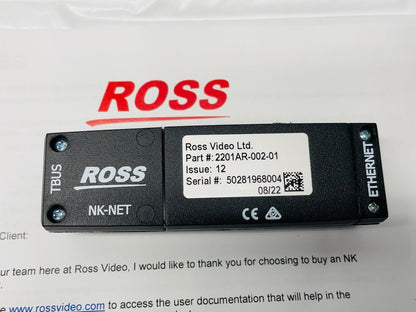 ROSS
TBUS
ROSS
NK-NET
Ross Video Ltd.
Part #: 2201AR-002-01
Issue: 12
Serial #: 50281968004
08/22
CE
ETHERNET
Client:
our team here at Ross Video, I would like to thank you for choosing to buy an NK
e www.rossvideo.com to access the user documentation that will help in the